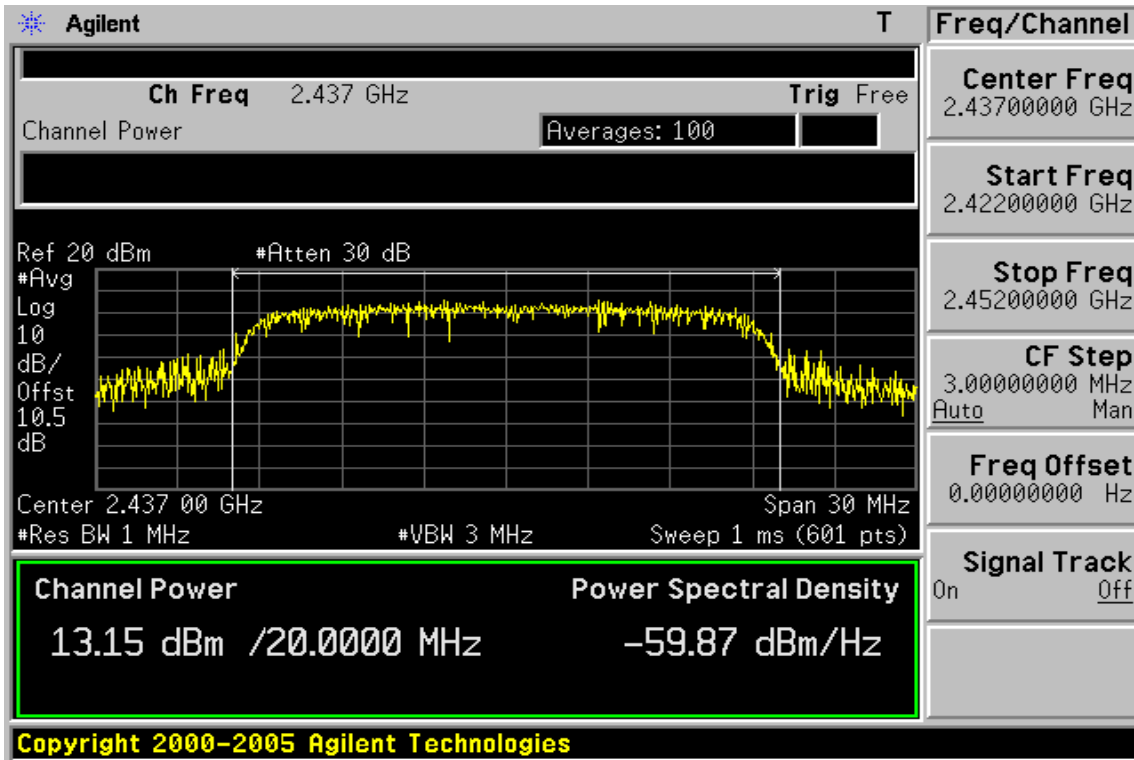 Agilent T
Freq/Channel
Ch Freq 2.437 GHz Trig Free
Channel Power Averages: 100
Ref 20 dBm #Atten 30 dB
#Avg
Log
10
dB/
Offst
10.5
dB
Center 2.437 00 GHz Span 30 MHz
#Res BW 1 MHz #VBW 3 MHz Sweep 1 ms (601 pts)
Channel Power Power Spectral Density
13.15 dBm /20.0000 MHz -59.87 dBm/Hz
Copyright 2000-2005 Agilent Technologies
Center Freq
2.43700000 GHz
Start Freq
2.42200000 GHz
Stop Freq
2.45200000 GHz
CF Step
3.00000000 MHz
Auto Man
Freq Offset
0.00000000 Hz
Signal Track
On Off